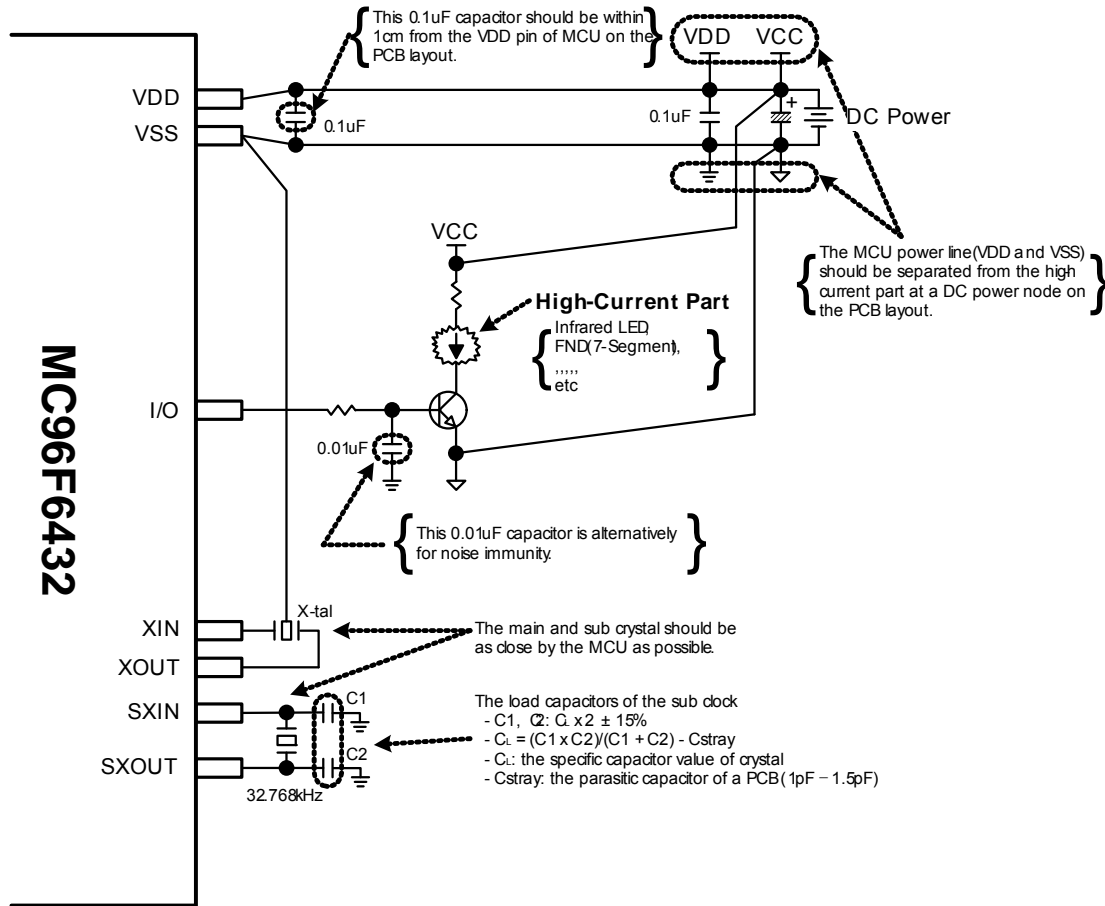 This 0.1uF capacitor should be within
1cm from the VDD pin of MCU on the
PCB layout.
VDD VCC
VDD
VSS
0.1uF
0.1uF
+
DC Power
VCC
The MCU power line(VDD and VSS)
should be separated from the high
current part at a DC power node on
the PCB layout.
High-Current Part
Infrared LED,
FND(7-Segment),
,,,,,
etc
MC96F6432
I/O
0.01uF
This 0.01uF capacitor is alternatively
for noise immunity.
XIN
X-tal
XOUT
The main and sub crystal should be
as close by the MCU as possible.
SXIN
C1
SXOUT
C2
32.768kHz
The load capacitors of the sub clock
- C1, C2: CL x 2 ± 15%
- CL = (C1 x C2)/(C1 + C2) - Cstray
- CL: the specific capacitor value of crystal
- Cstray: the parasitic capacitor of a PCB(1pF – 1.5pF)